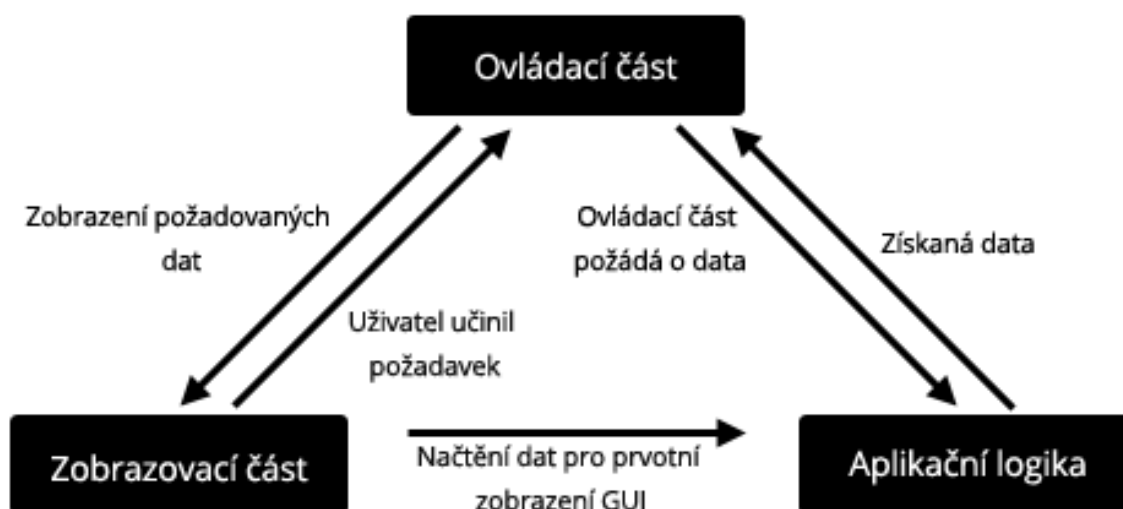 Ovládací část
Zobrazení požadovaných
dat
Ovládací část
požádá o data
Získaná data
Uživatel učinil
požadavek
Zobrazovací část
Načtění dat pro prvotní
zobrazení GUI
Aplikační logika